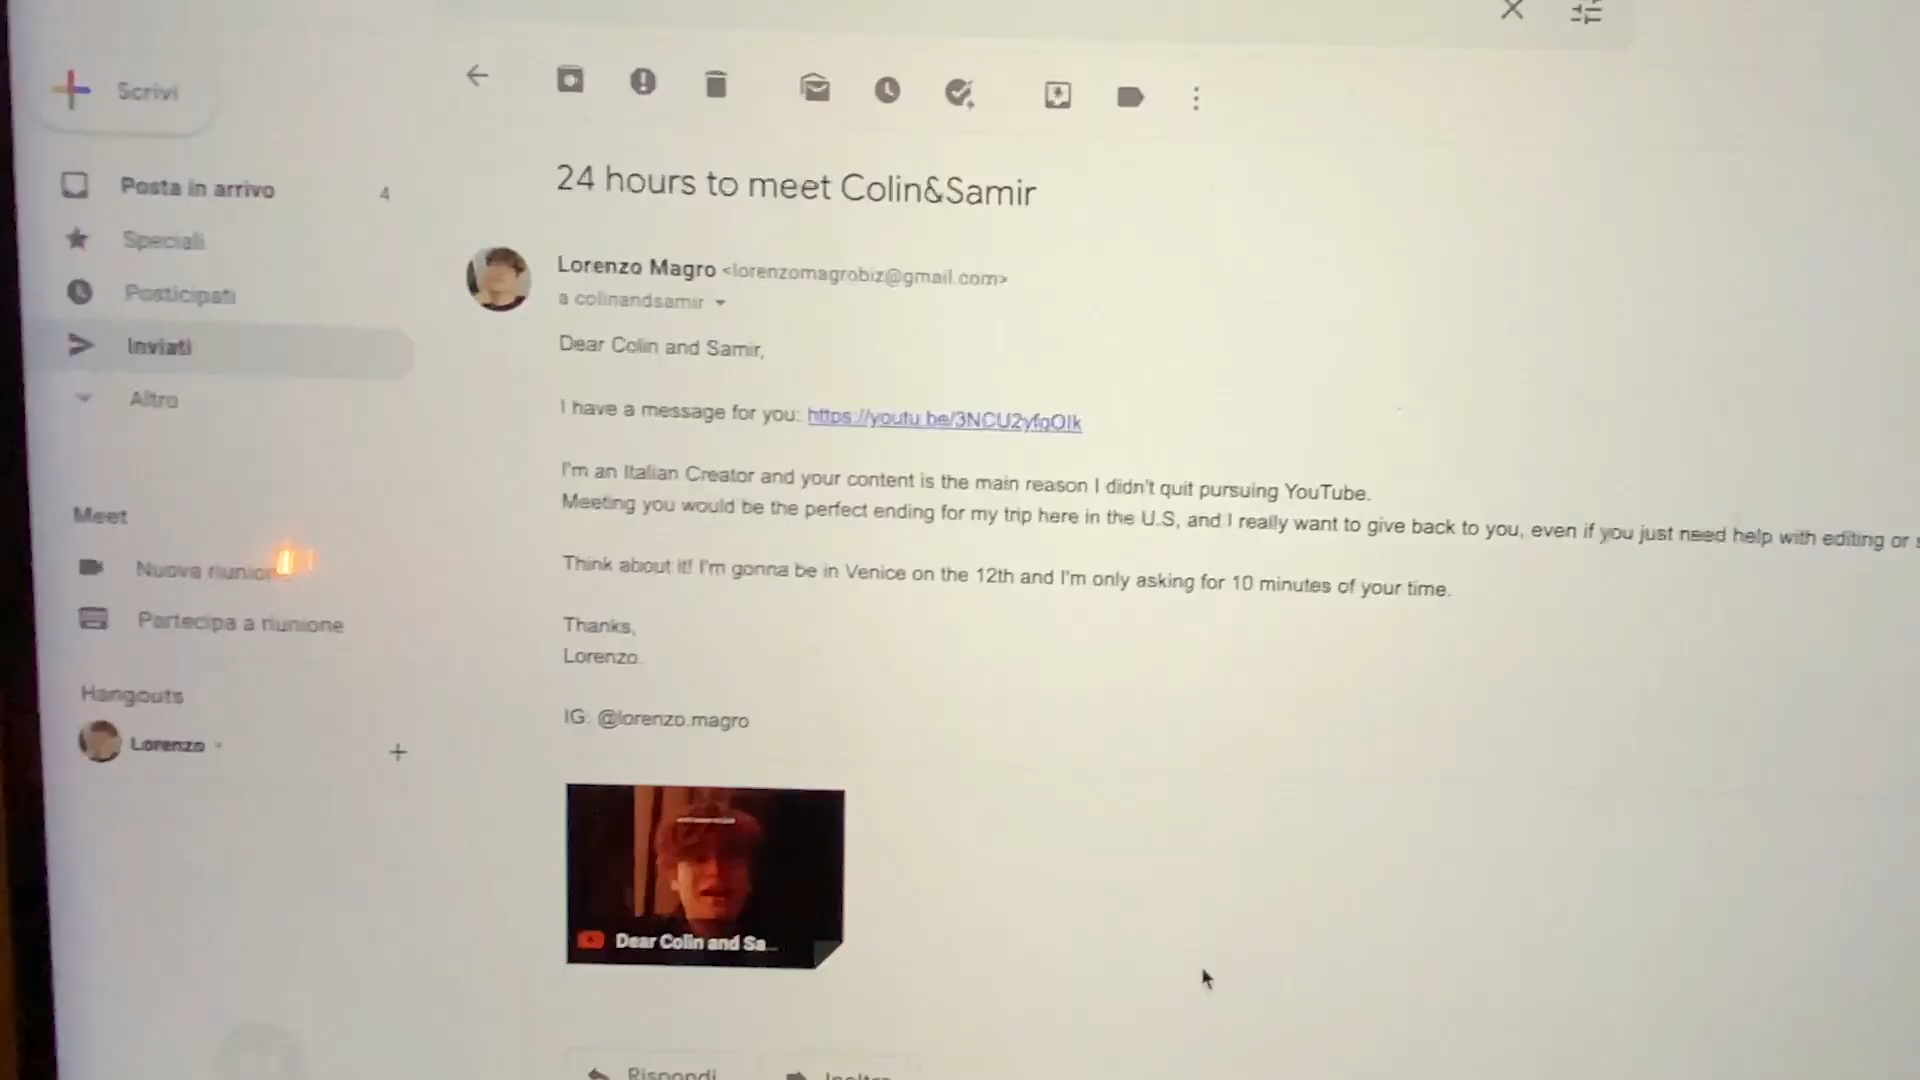 Scrivi
Posta in arrivo 4
Speciali
Posticipati
Inviati
Altro
Meet
Nuova riunione
Partecipa a riunione
Hangouts
Lorenzo
24 hours to meet Colin&Samir
Lorenzo Magro <lorenzomagrobiz@gmail.com>
a colinandsamir
Dear Colin and Samir,
I have a message for you:
I'm an Italian Creator and your content is the main reason I didn't quit pursuing YouTube.
Meeting you would be the perfect ending for my trip here in the U.S, and I really want to give back to you, even if you just need help with editing or
Think about it! I'm gonna be in Venice on the 12th and I'm only asking for 10 minutes of your time.
Thanks,
Lorenzo.
IG: @lorenzo.magro
Dear Colin and Sa...
Rispondi